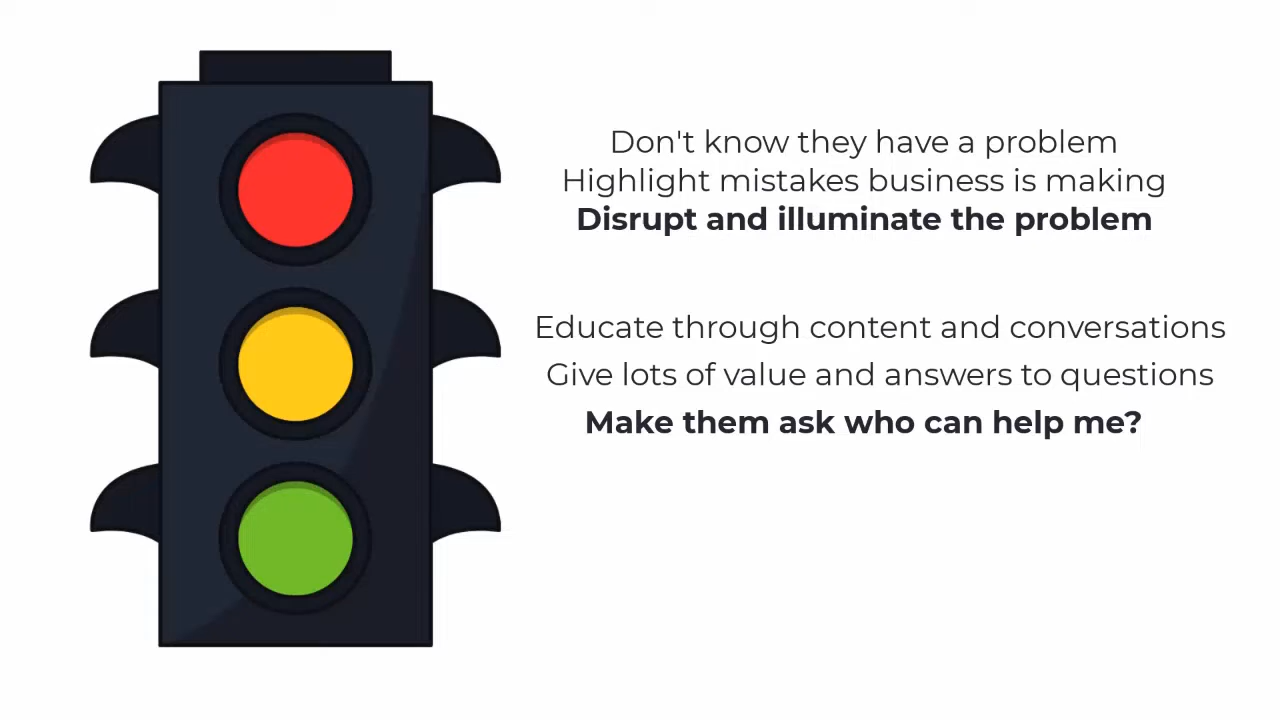 Don't know they have a problem
Highlight mistakes business is making
Disrupt and illuminate the problem
Educate through content and conversations
Give lots of value and answers to questions
Make them ask who can help me?